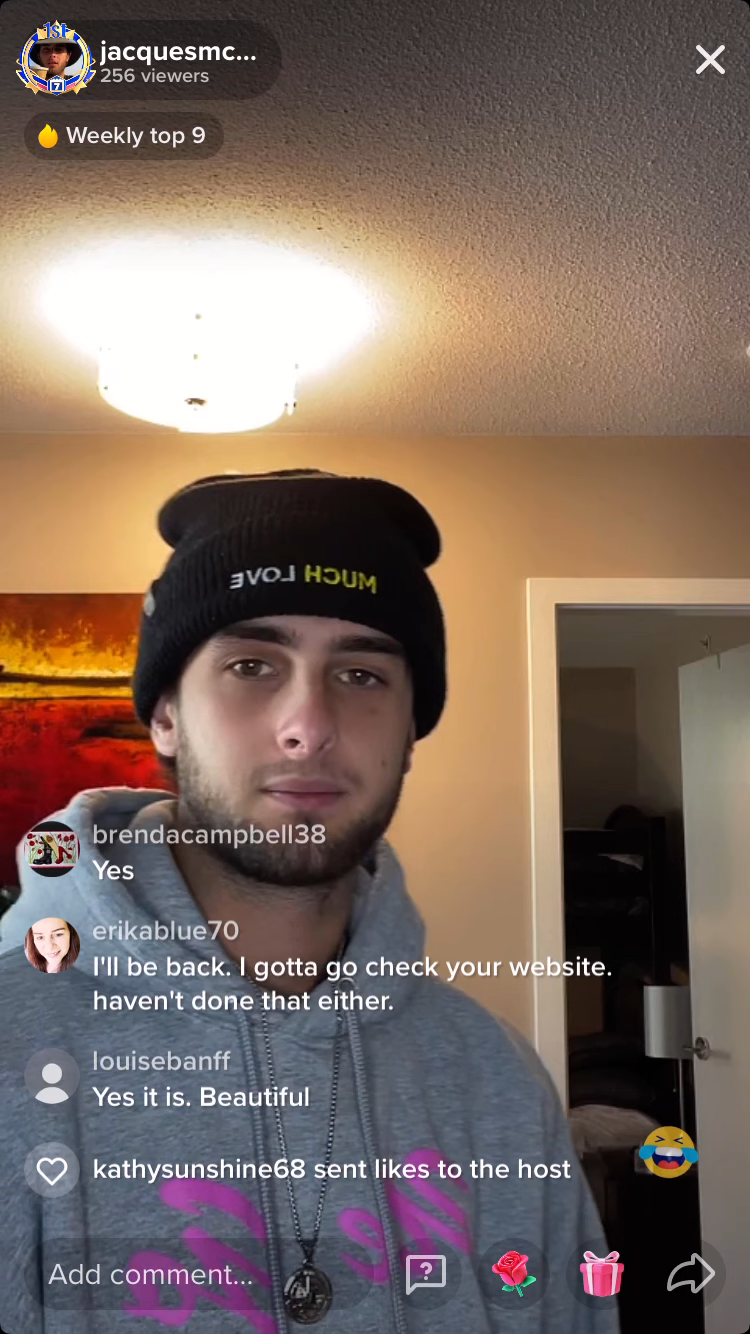 1st
jacquesmc...
256 viewers
7
Weekly top 9
MUCH LOVE
brendacampbell38
Yes
erikablue70
I'll be back. I gotta go check your website.
haven't done that either.
louisebanff
Yes it is. Beautiful
kathysunshine68 sent likes to the host
Add comment...
?